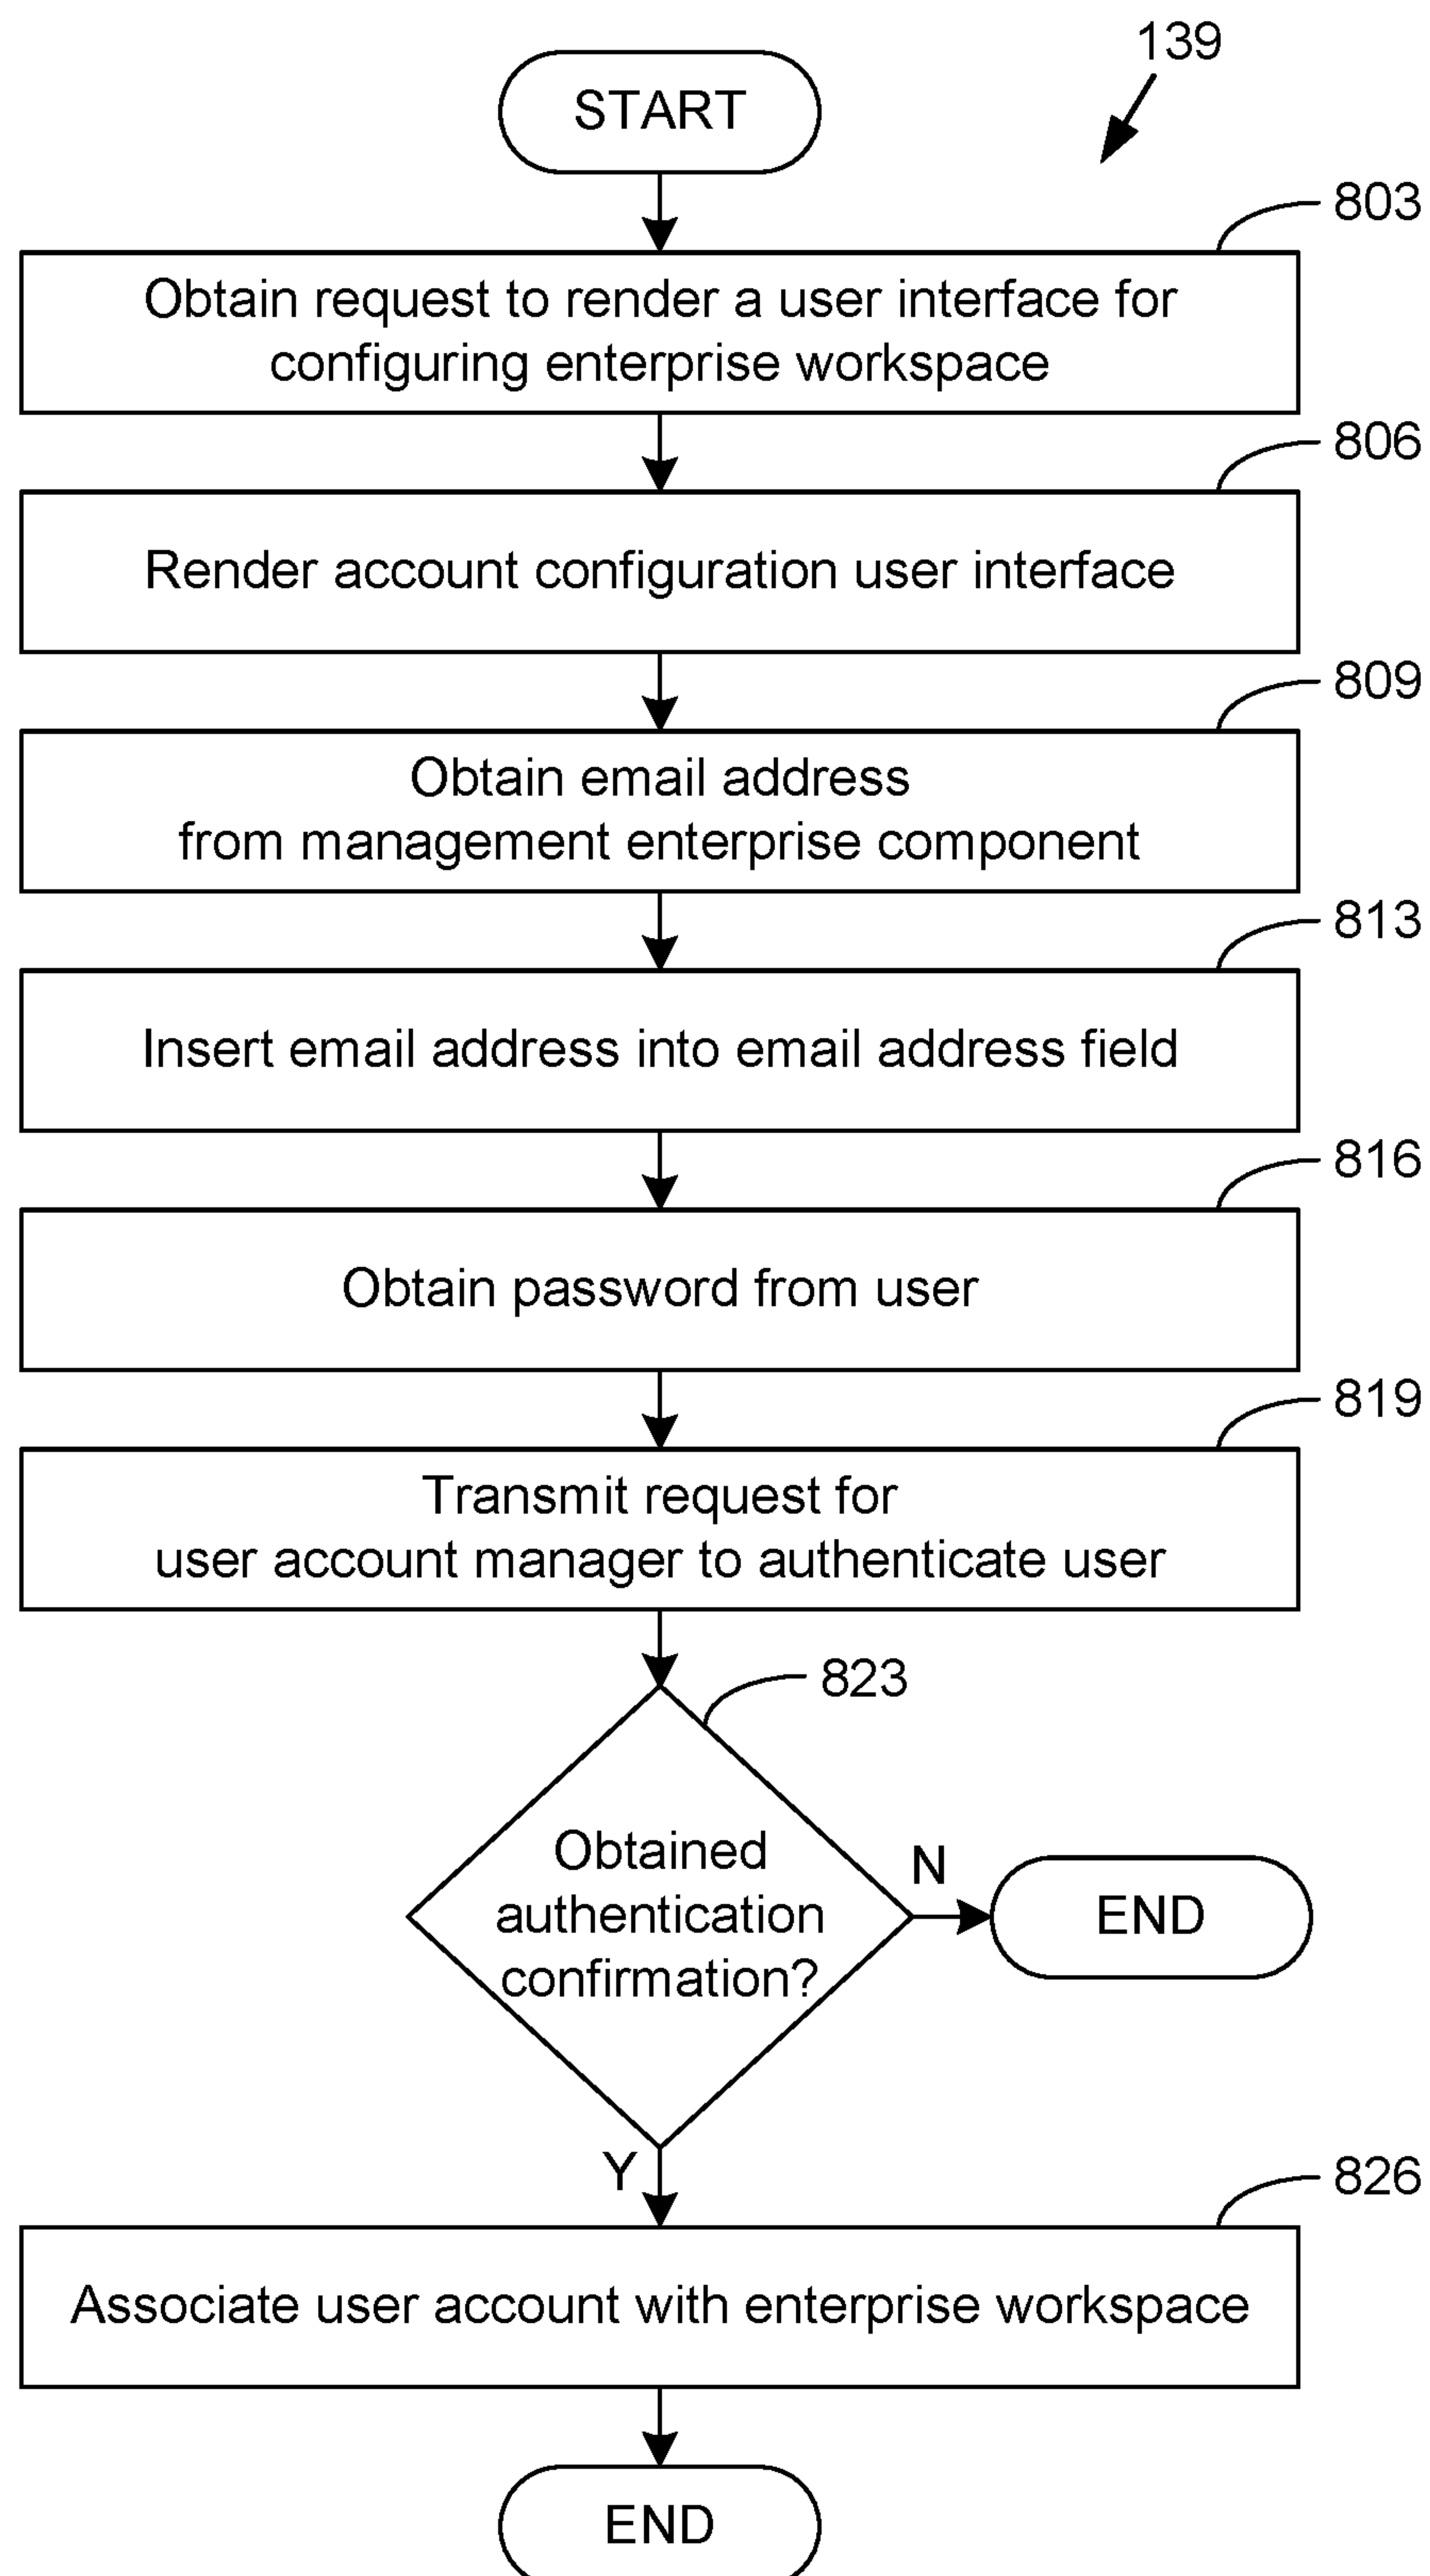 139
START
803
Obtain request to render a user interface for
configuring enterprise workspace
806
Render account configuration user interface
809
Obtain email address
from management enterprise component
813
Insert email address into email address field
816
Obtain password from user
819
Transmit request for
user account manager to authenticate user
823
Obtained
authentication
confirmation?
N
END
Y
826
Associate user account with enterprise workspace
END